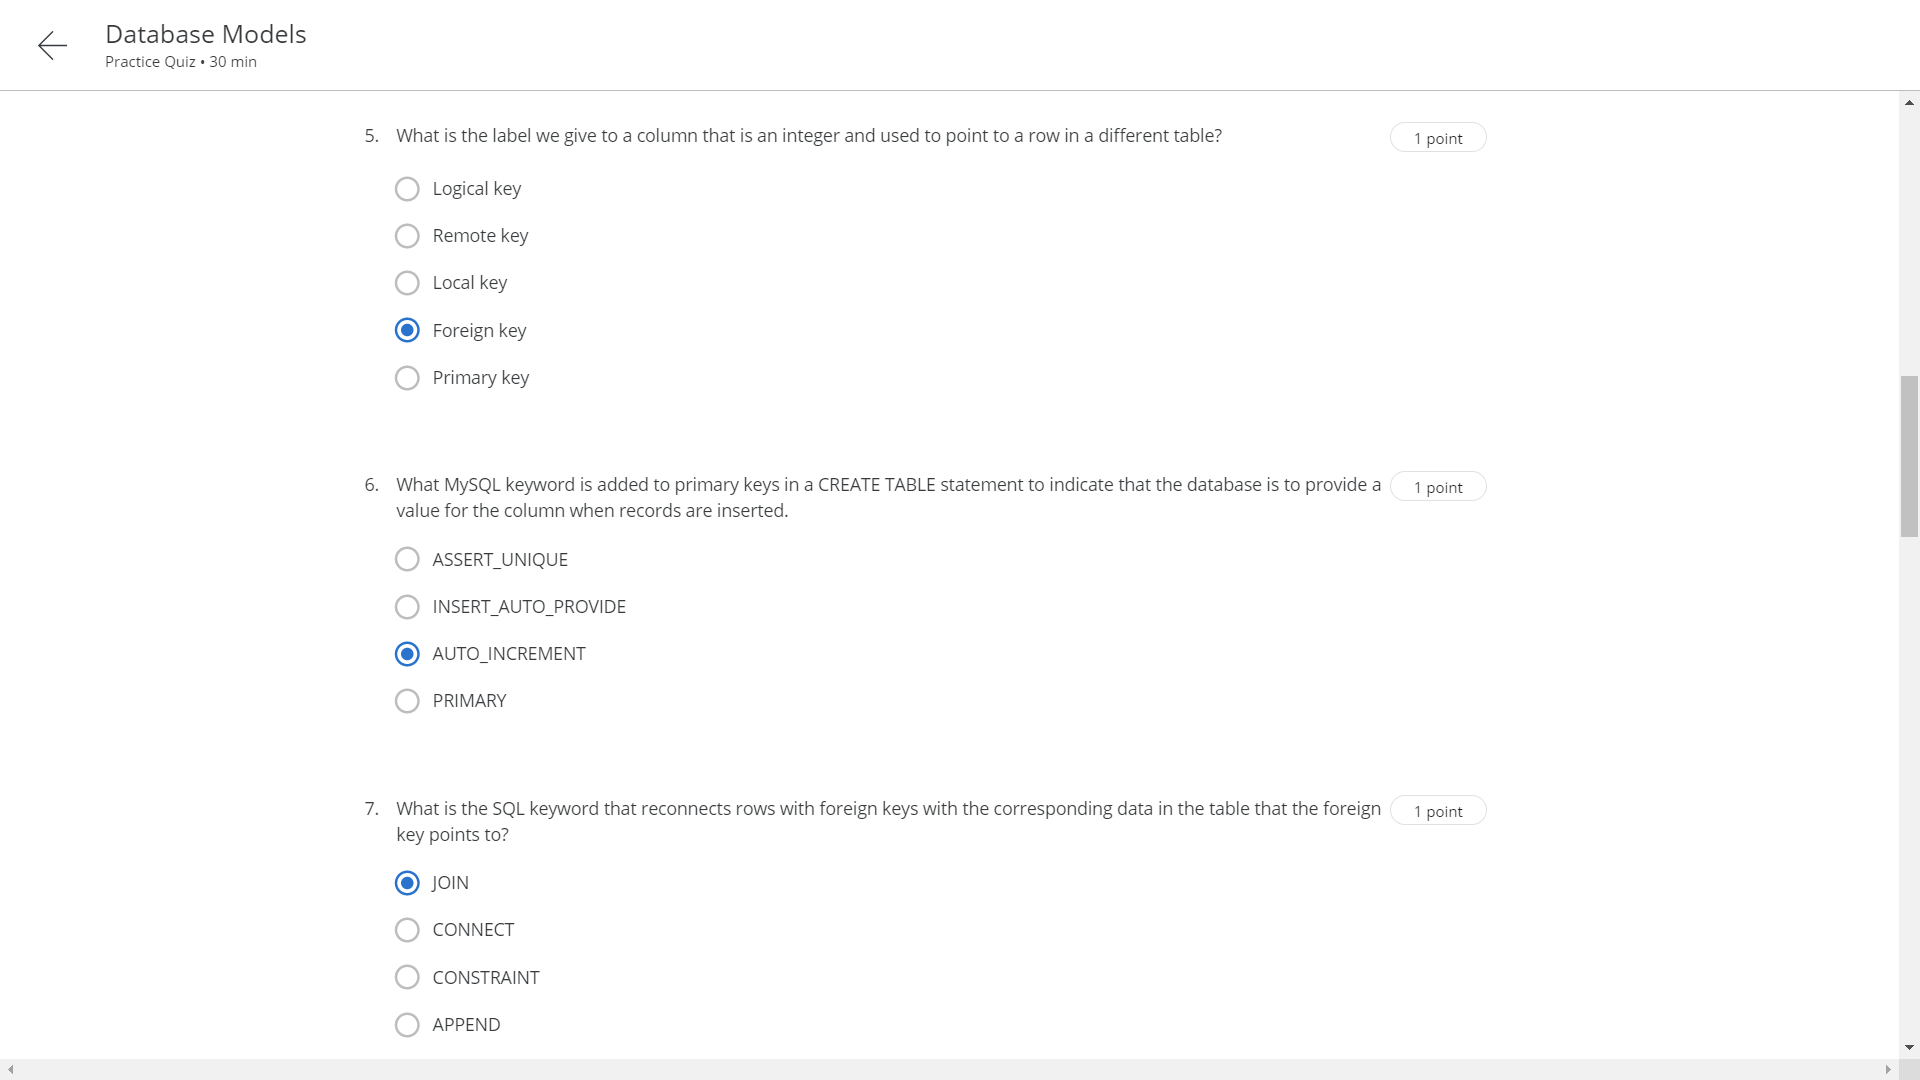 Database Models
Practice Quiz • 30 min
5. What is the label we give to a column that is an integer and used to point to a row in a different table?
1 point
Logical key
Remote key
Local key
Foreign key
Primary key
6. What MySQL keyword is added to primary keys in a CREATE TABLE statement to indicate that the database is to provide a
1 point
value for the column when records are inserted.
ASSERT_UNIQUE
INSERT_AUTO_PROVIDE
AUTO_INCREMENT
PRIMARY
7. What is the SQL keyword that reconnects rows with foreign keys with the corresponding data in the table that the foreign
1 point
key points to?
JOIN
CONNECT
CONSTRAINT
APPEND